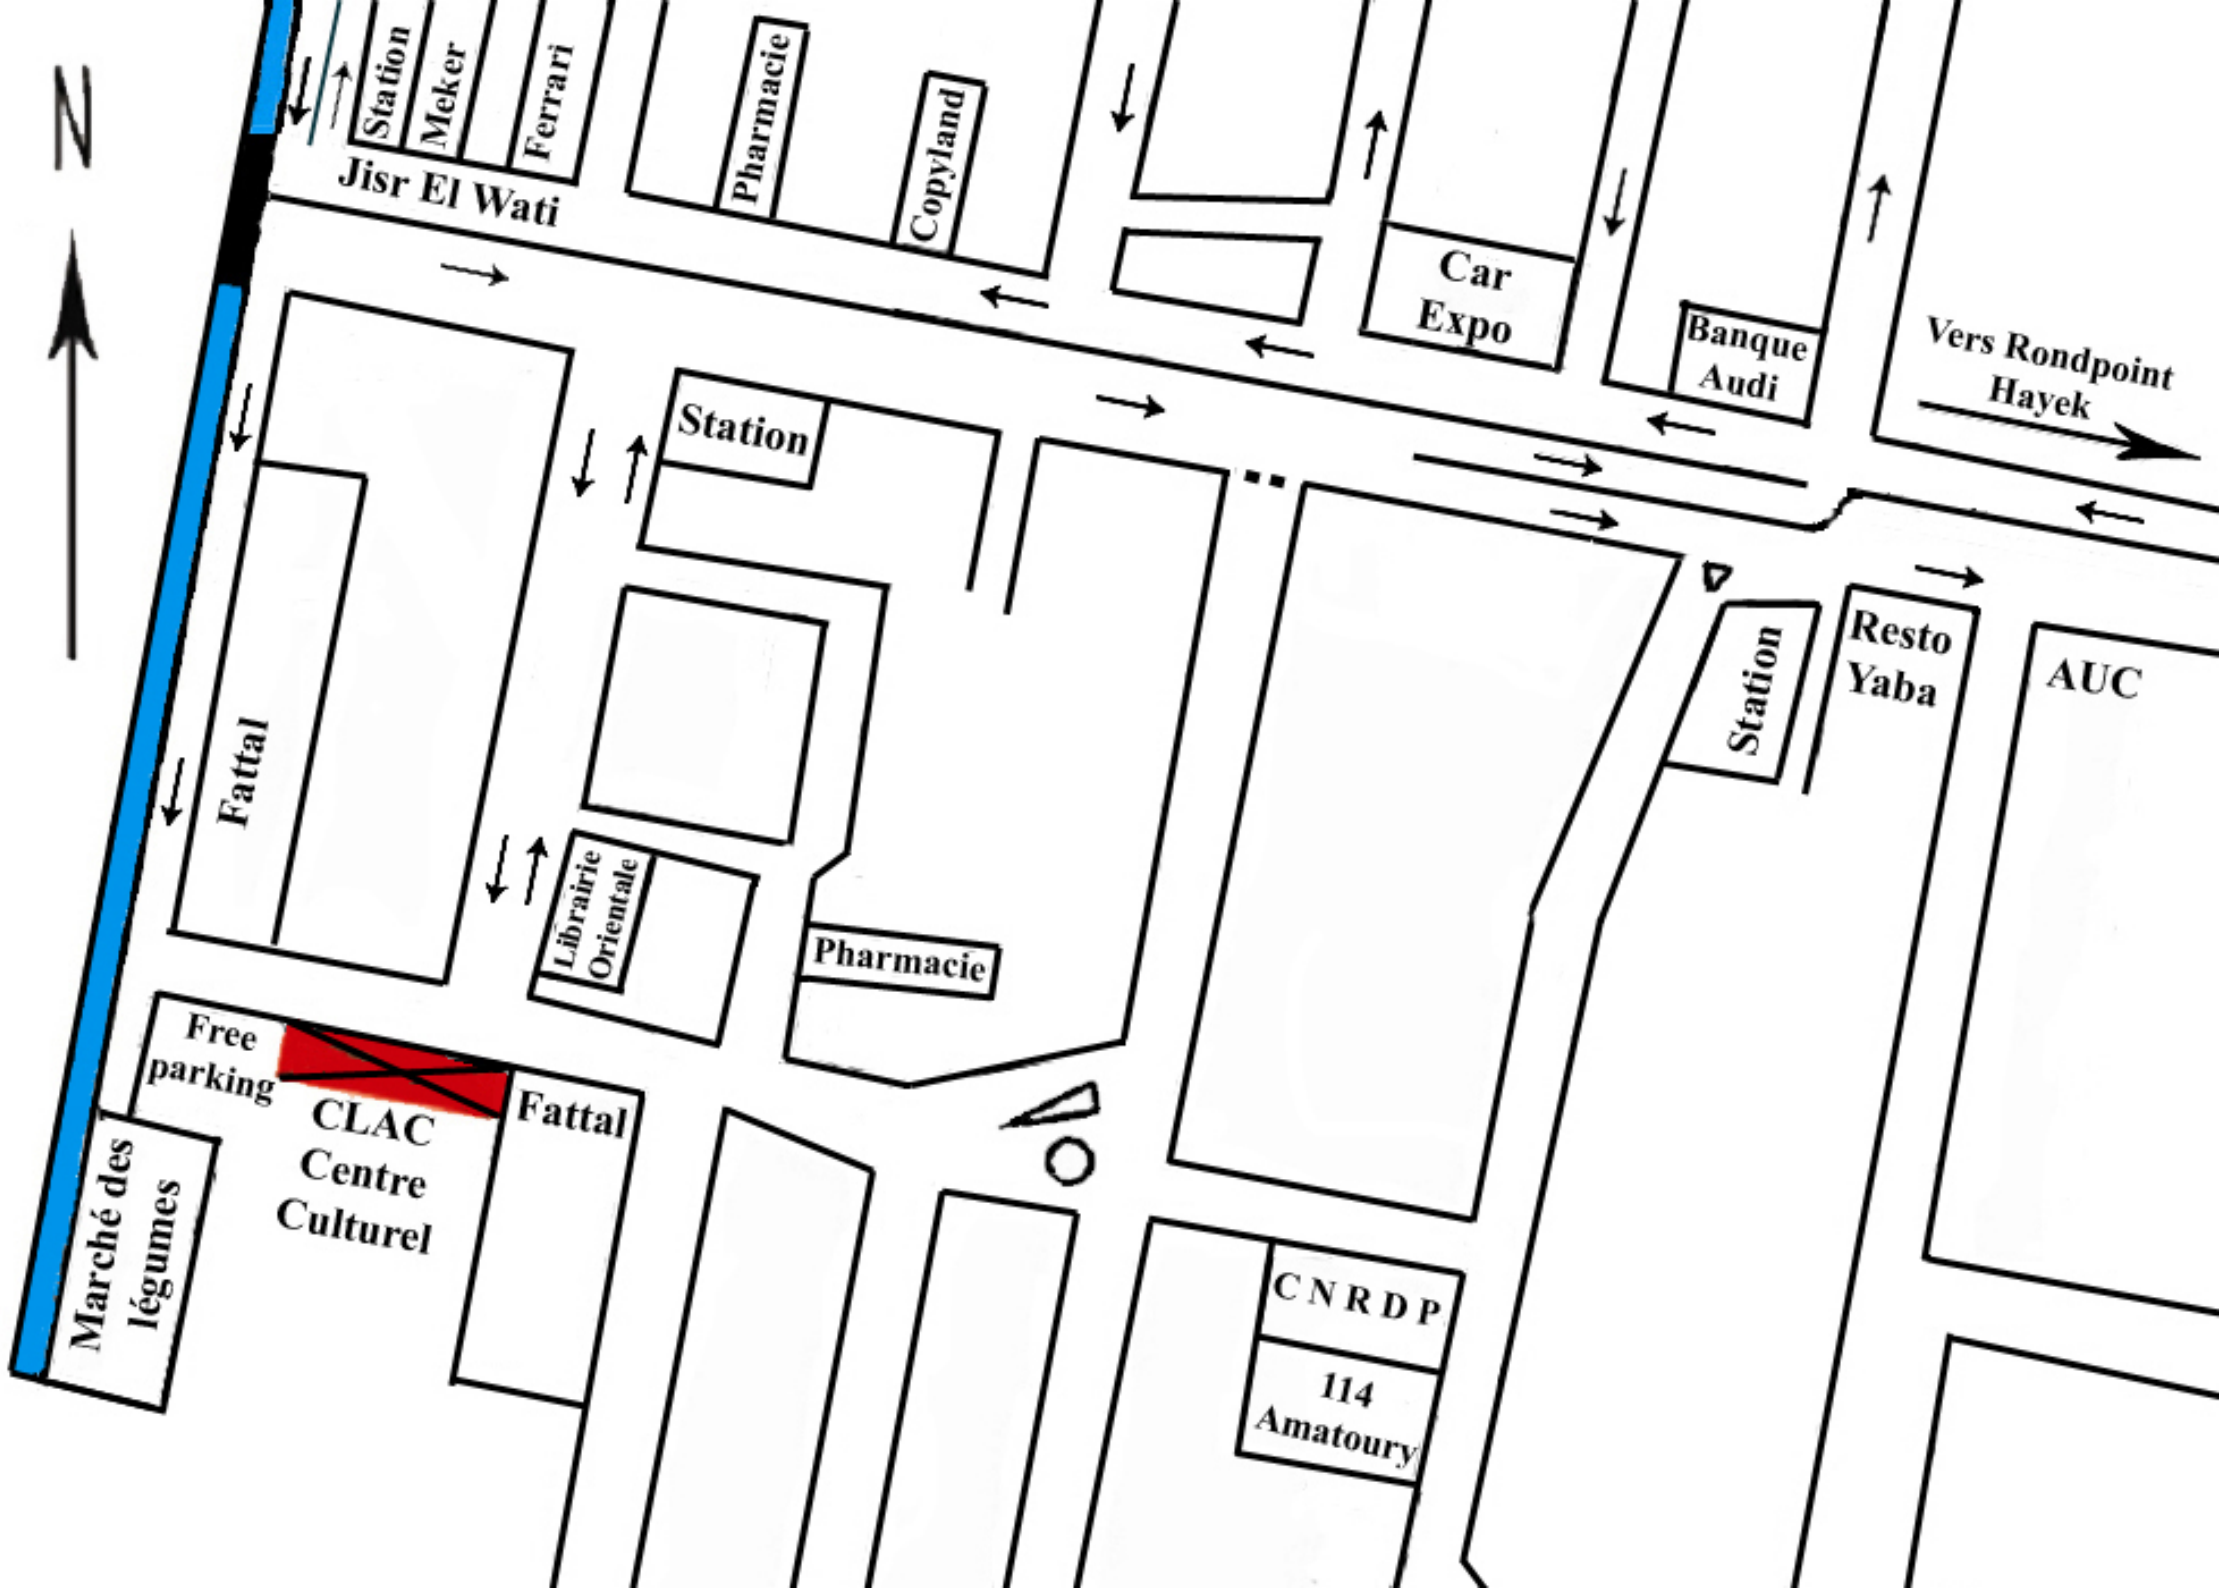 N
Station
Meker
Ferrari
Pharmacie
Copyland
Jisr El Wati
Car
Expo
Banque
Audi
Vers Rondpoint
Hayek
Station
Station
Resto
Yaba
AUC
Fattal
Librairie
Orientale
Pharmacie
Free
parking
CLAC
Centre
Culturel
Fattal
Marché des
légumes
C N R D P
114
Amatoury